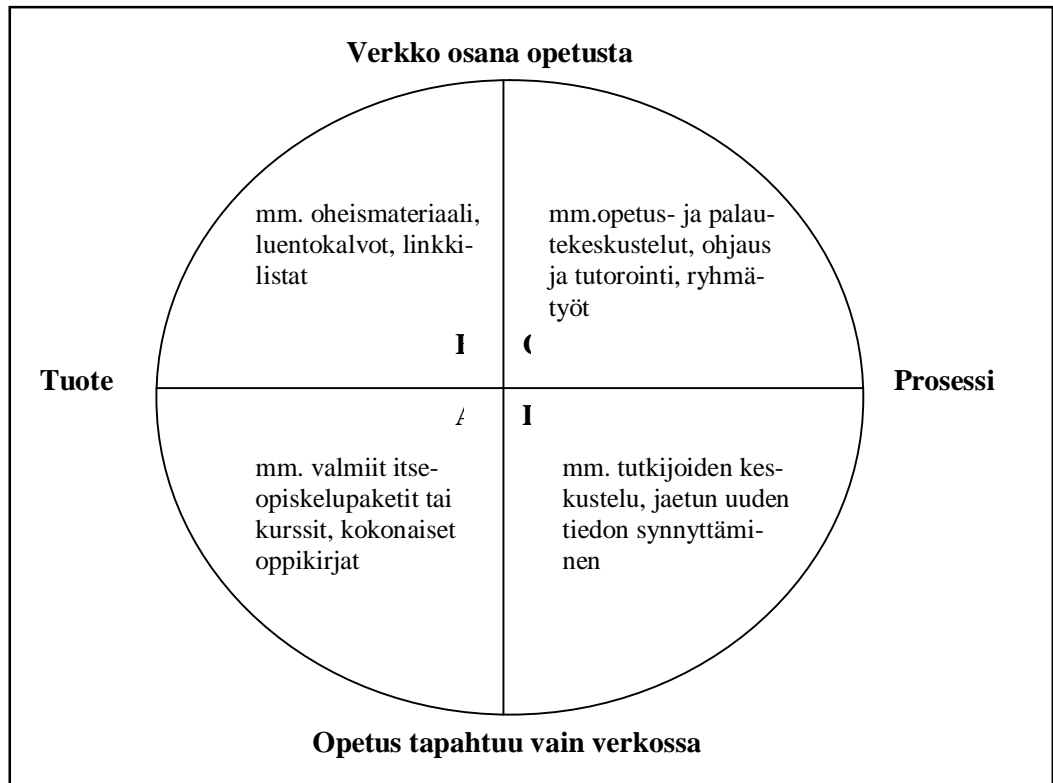 Verkko osana opetusta
mm. oheismateriaali,
luentokalvot, linkki-
listat
mm.opetus- ja palau-
tekeskustelut, ohjaus
ja tutorointi, ryhmä-
työt
Tuote
Prosessi
mm. valmiit itse-
opiskelupaketit tai
kurssit, kokonaiset
oppikirjat
mm. tutkijoiden kes-
kustelu, jaetun uuden
tiedon synnyttämi-
nen
Opetus tapahtuu vain verkossa